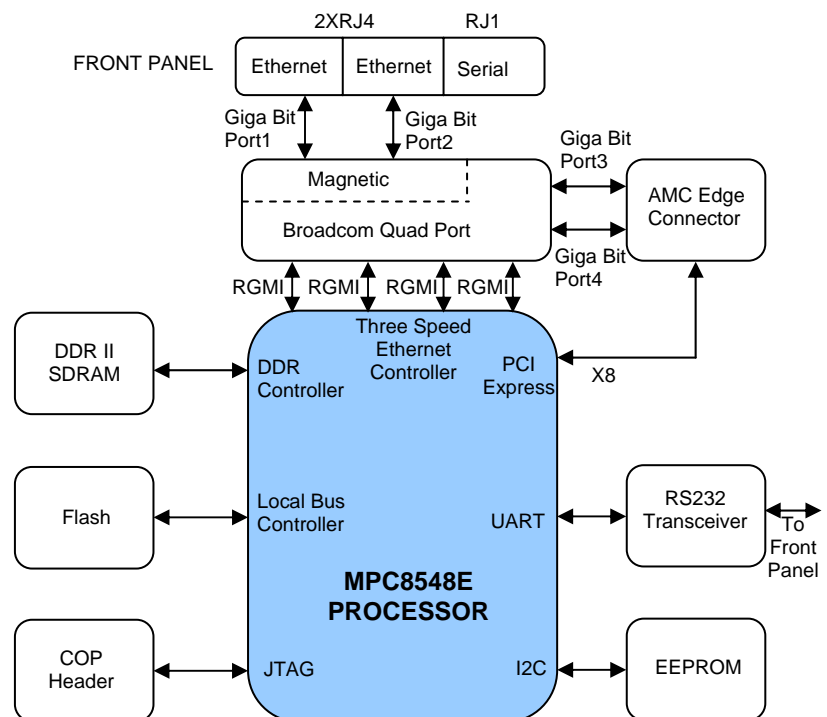 2XRJ4 RJ1
FRONT PANEL
Ethernet Ethernet Serial
Giga Bit
Port1
Giga Bit
Port2
Giga Bit
Port3
Magnetic
Broadcom Quad Port
AMC Edge
Connector
Giga Bit
Port4
RGMI RGMI RGMI RGMI
Three Speed
Ethernet
Controller
DDR II
SDRAM
DDR
Controller
PCI
Express
X8
Flash
Local Bus
Controller
UART
RS232
Transceiver
To
Front
Panel
MPC8548E
PROCESSOR
COP
Header
JTAG
I2C
EEPROM